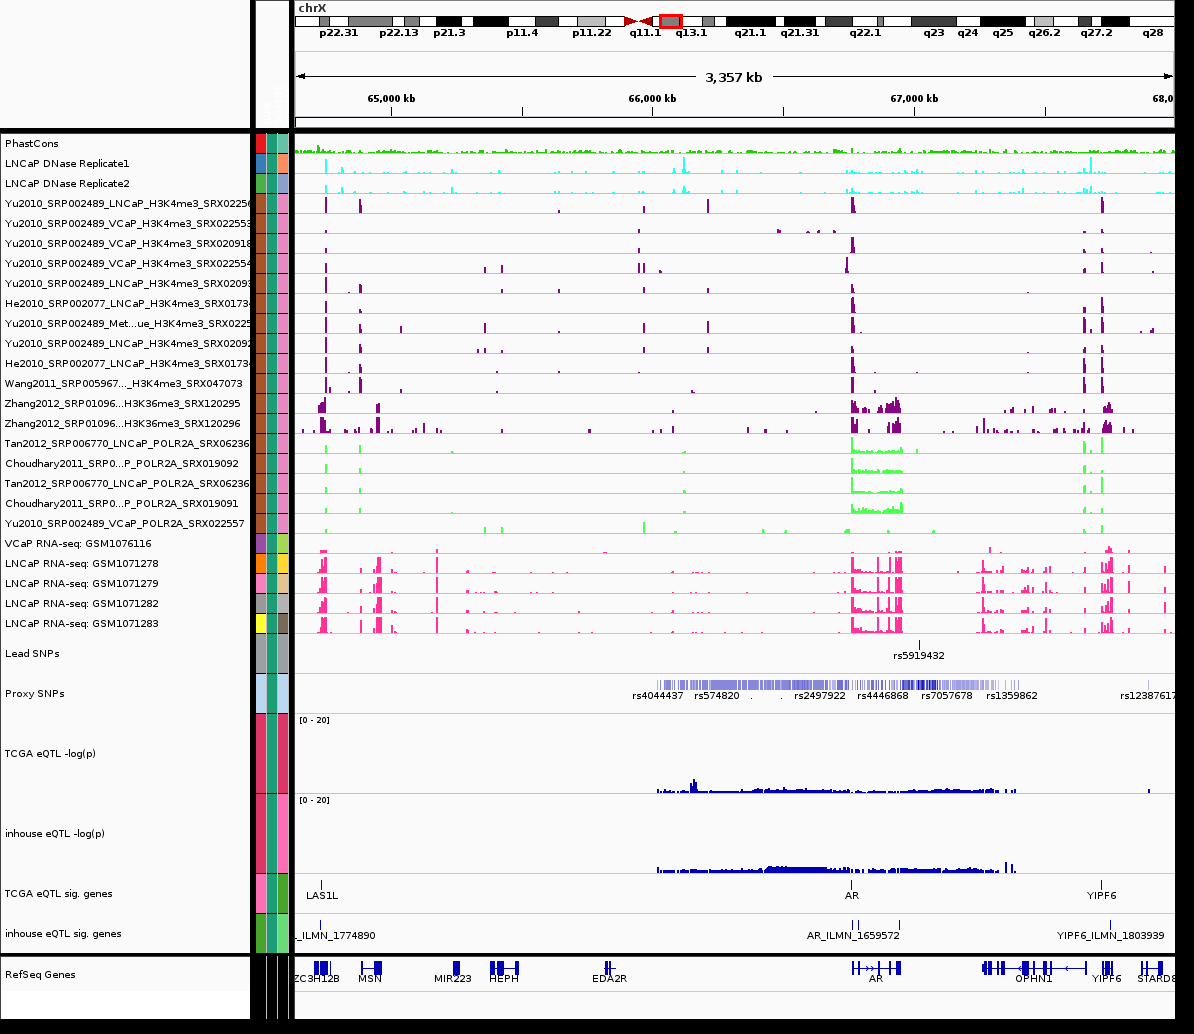 chrX
p22.31 p22.13 p21.3 p11.4 p11.22 q11.1 q13.1 q21.1 q21.31 q22.1 q23 q24 q25 q26.2 q27.2 q28
3,357 kb
65,000 kb 66,000 kb 67,000 kb 68,0
PhastCons
LNCaP DNase Replicate1
LNCaP DNase Replicate2
Yu2010_SRP002489_LNCaP_H3K4me3_SRX02256
Yu2010_SRP002489_VCaP_H3K4me3_SRX022553
Yu2010_SRP002489_VCaP_H3K4me3_SRX020918
Yu2010_SRP002489_VCaP_H3K4me3_SRX022554
Yu2010_SRP002489_LNCaP_H3K4me3_SRX02093
He2010_SRP002077_LNCaP_H3K4me3_SRX01734
Yu2010_SRP002489_Met...ue_H3K4me3_SRX0225
Yu2010_SRP002489_LNCaP_H3K4me3_SRX02092
He2010_SRP002077_LNCaP_H3K4me3_SRX01734
Wang2011_SRP005967..._H3K4me3_SRX047073
Zhang2012_SRP01096...H3K36me3_SRX120295
Zhang2012_SRP01096...H3K36me3_SRX120296
Tan2012_SRP006770_LNCaP_POLR2A_SRX06236
Choudhary2011_SRP0...P_POLR2A_SRX019092
Tan2012_SRP006770_LNCaP_POLR2A_SRX06236
Choudhary2011_SRP0...P_POLR2A_SRX019091
Yu2010_SRP002489_VCaP_POLR2A_SRX022557
VCaP RNA-seq: GSM1076116
LNCaP RNA-seq: GSM1071278
LNCaP RNA-seq: GSM1071279
LNCaP RNA-seq: GSM1071282
LNCaP RNA-seq: GSM1071283
Lead SNPs
rs5919432
Proxy SNPs
rs4044437 rs574820 . . rs2497922 rs4446868 rs7057678 rs1359862 rs12387617
[0 - 20]
TCGA eQTL -log(p)
[0 - 20]
inhouse eQTL -log(p)
TCGA eQTL sig. genes
LAS1L AR YIPF6
inhouse eQTL sig. genes
_ILMN_1774890 AR_ILMN_1659572 YIPF6_ILMN_1803939
RefSeq Genes
ZC3H12B MSN MIR223 HEPH EDA2R AR OPHN1 YIPF6 STARD8